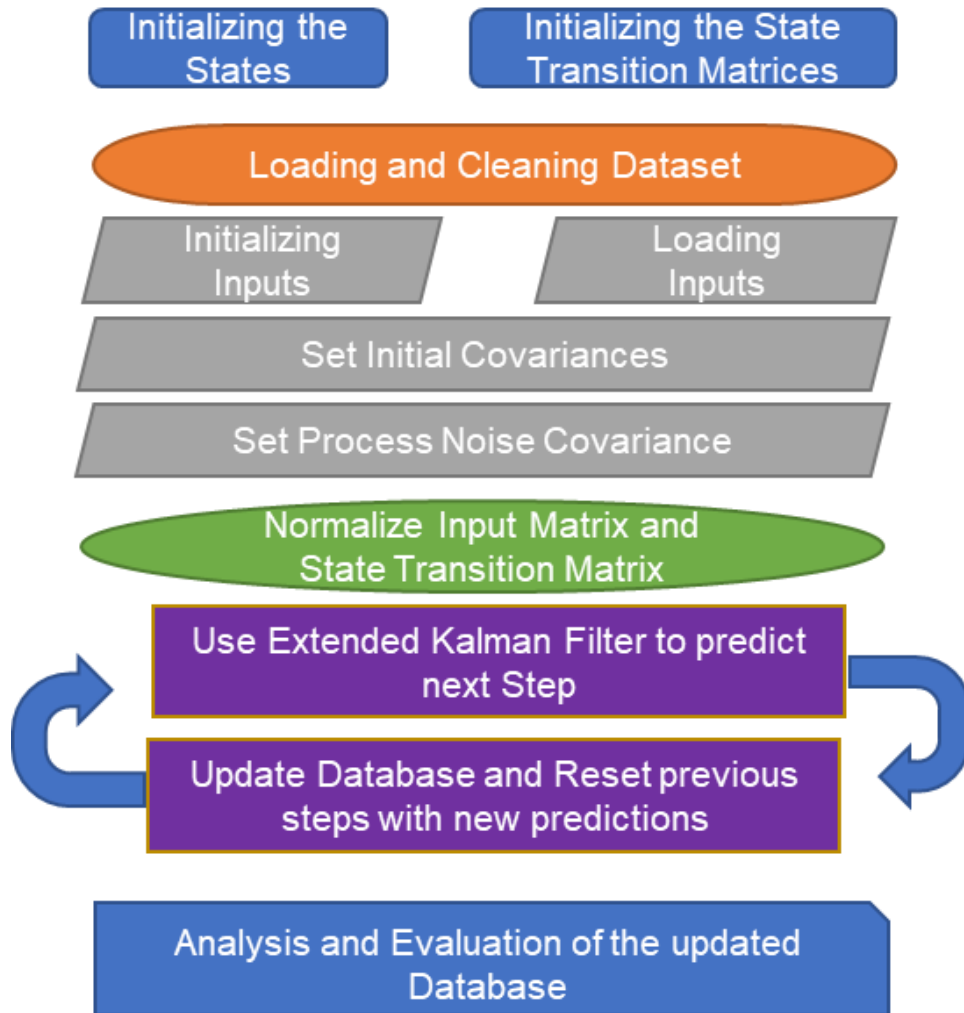 Initializing the
States
Initializing the State
Transition Matrices
Loading and Cleaning Dataset
Initializing
Inputs
Loading
Inputs
Set Initial Covariances
Set Process Noise Covariance
Normalize Input Matrix and
State Transition Matrix
Use Extended Kalman Filter to predict
next Step
Update Database and Reset previous
steps with new predictions
Analysis and Evaluation of the updated
Database